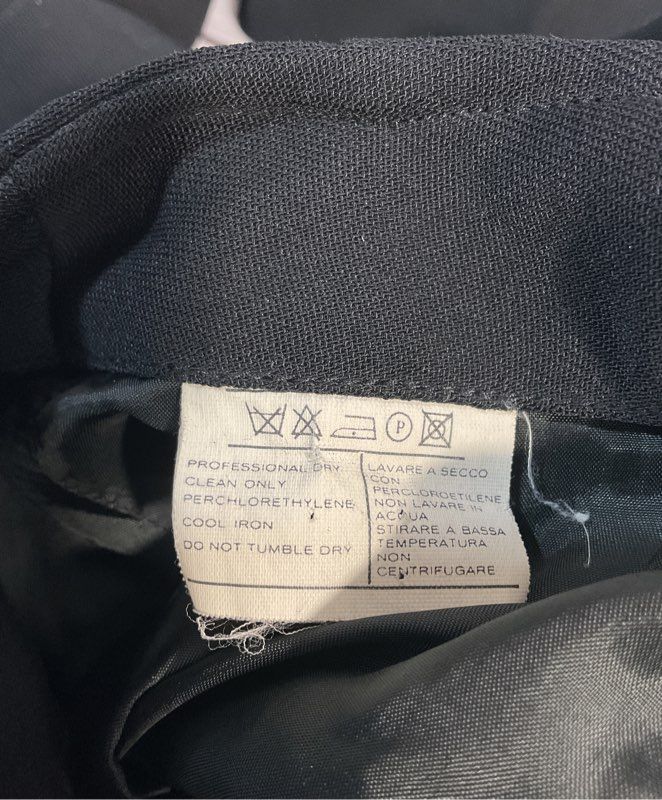 P
PROFESSIONAL DRY
CLEAN ONLY
PERCHLORETHYLENE
COOL IRON
DO NOT TUMBLE DRY
LAVARE A SECCO
CON
PERCLOROETILENE
NON LAVARE IN
ACQUA
STIRARE A BASSA
TEMPERATURA
NON
CENTRIFUGARE